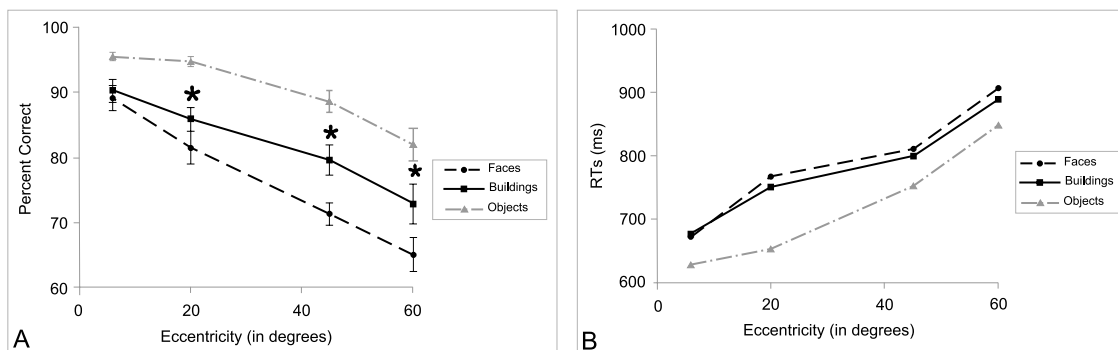 100
90
80
70
60
0
20
40
60
Percent Correct
Eccentricity (in degrees)
*
*
*
Faces
Buildings
Objects
A
1000
900
800
700
600
0
20
40
60
RTs (ms)
Eccentricity (in degrees)
Faces
Buildings
Objects
B